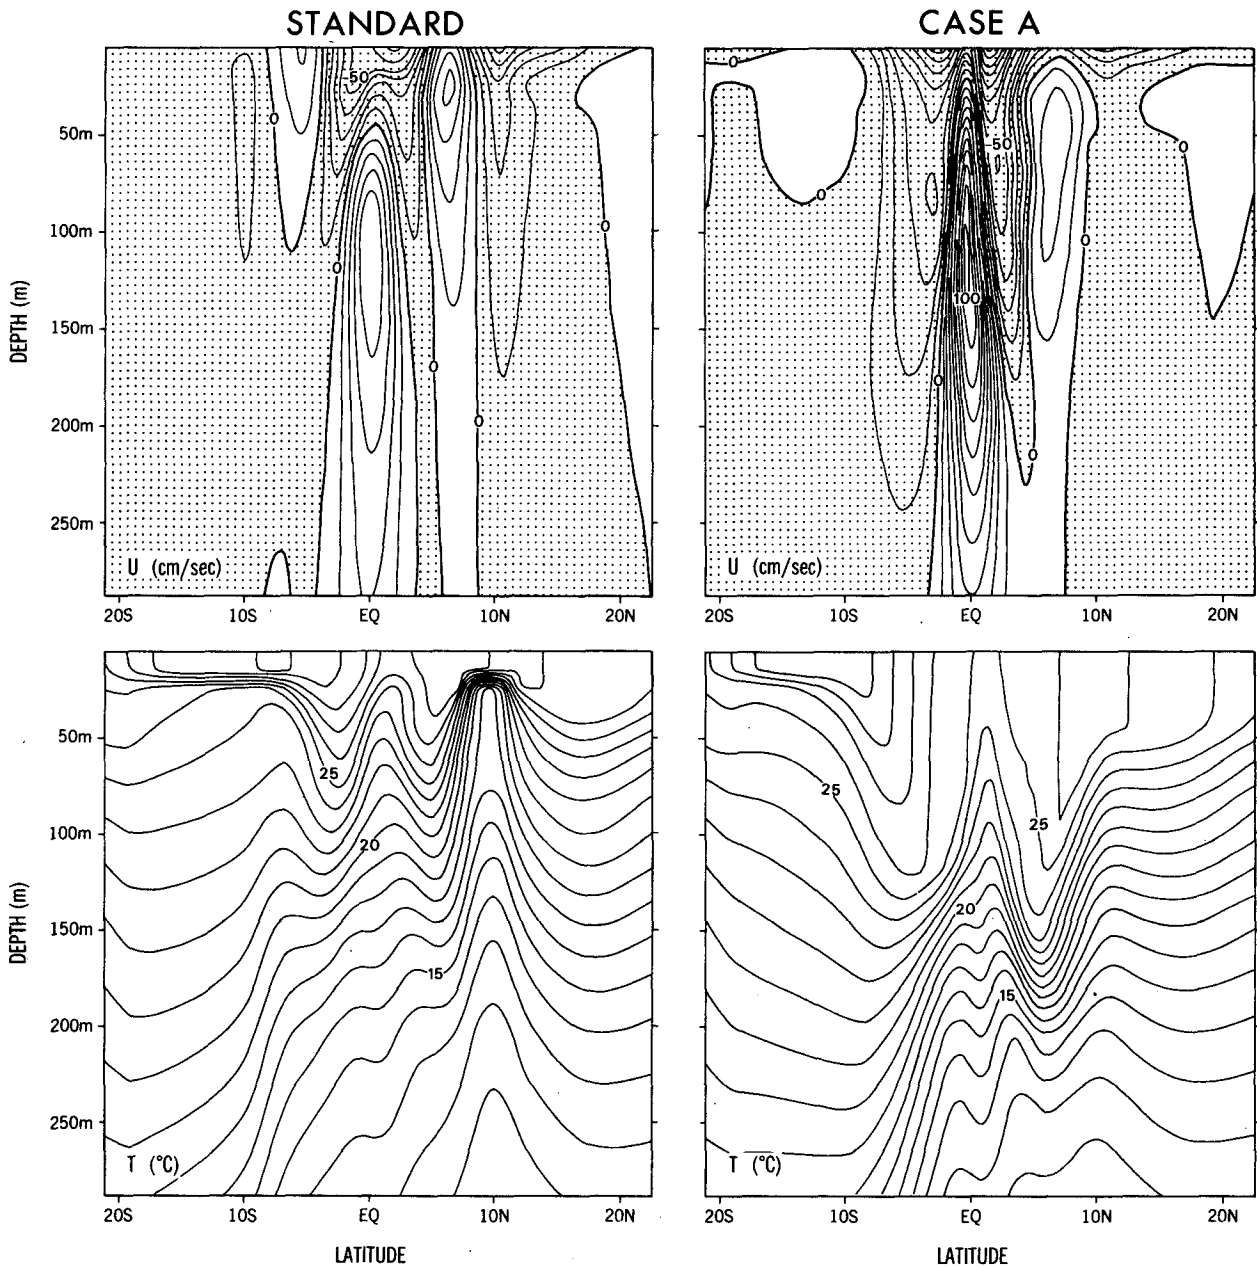 STANDARD
CASE A
DEPTH (m)
50m
100m
150m
200m
250m
-50
0
0
0
0
0
U (cm/sec)
20S 10S EQ 10N 20N
0
-50
0
0
0
100
0
0
U (cm/sec)
20S 10S EQ 10N 20N
DEPTH (m)
50m
100m
150m
200m
250m
25
20
15
T (°C)
20S 10S EQ 10N 20N
LATITUDE
25
25
20
15
T (°C)
20S 10S EQ 10N 20N
LATITUDE